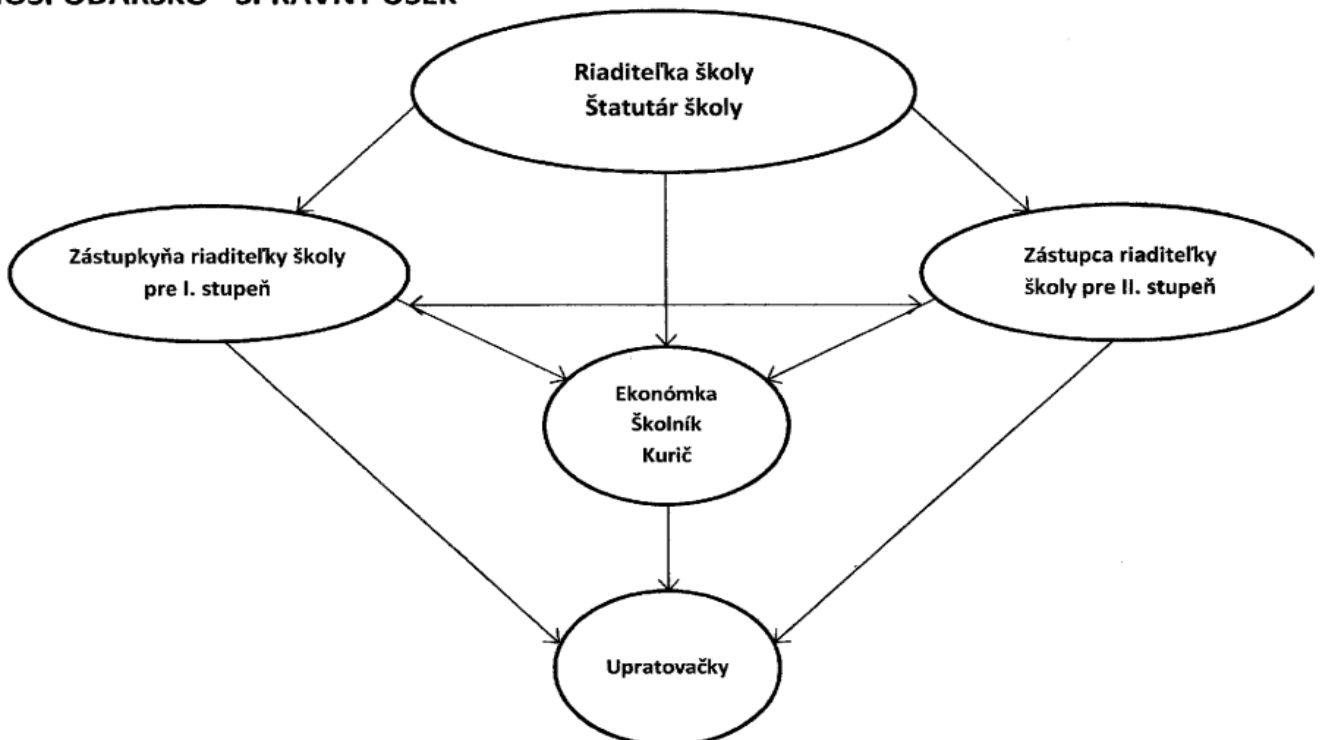 Riaditeľka školy
Štatutár školy
Zástupkyňa riaditeľky školy
pre I. stupeň
Zástupca riaditeľky
školy pre II. stupeň
Ekonómka
Školník
Kurič
Upratovačky